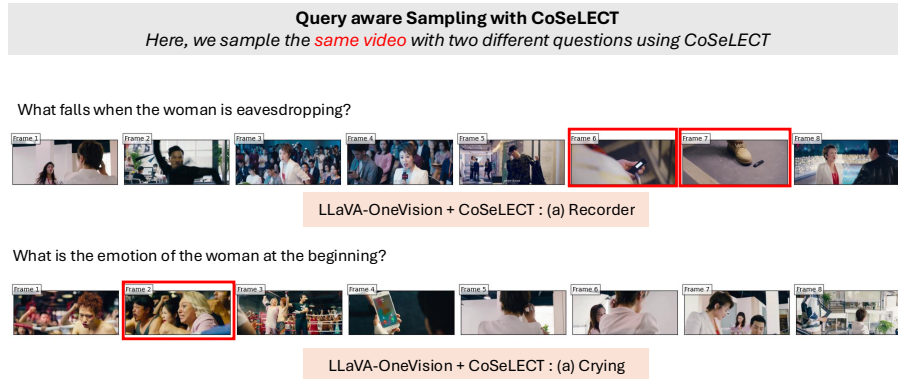 Query aware Sampling with CoSeLECT
Here, we sample the same video with two different questions using CoSeLECT
What falls when the woman is eavesdropping?
Frame 1 Frame 2 Frame 3 Frame 4 Frame 5 Frame 6 Frame 7 Frame 8
LLaVA-OneVision + CoSeLECT : (a) Recorder
What is the emotion of the woman at the beginning?
Frame 1 Frame 2 Frame 3 Frame 4 Frame 5 Frame 6 Frame 7 Frame 8
LLaVA-OneVision + CoSeLECT : (a) Crying